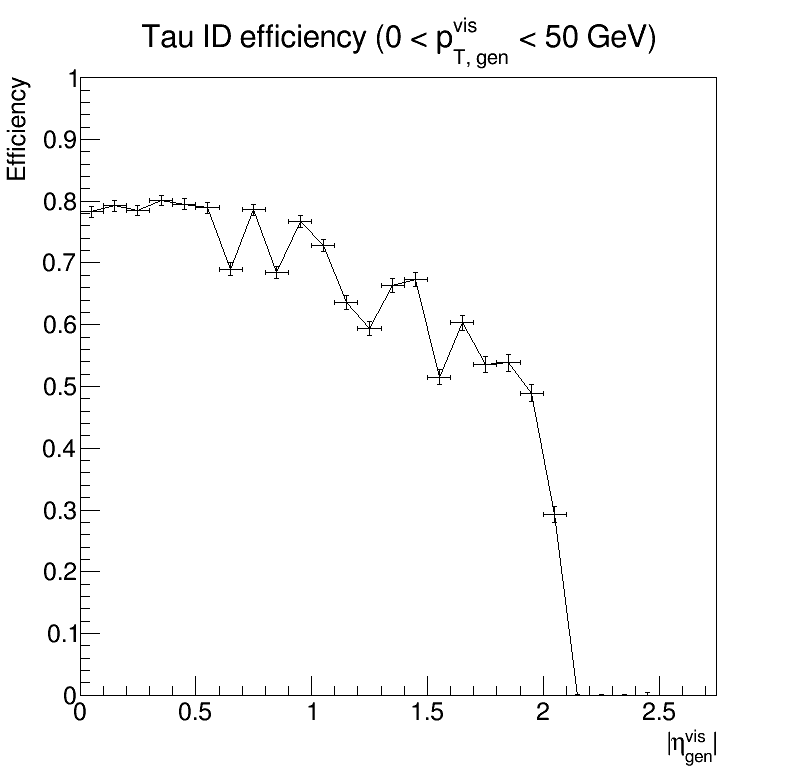 Tau ID efficiency (0 < p^vis_T, gen < 50 GeV)
Efficiency
1
0.9
0.8
0.7
0.6
0.5
0.4
0.3
0.2
0.1
0
0 0.5 1 1.5 2 2.5
|η^vis_gen|